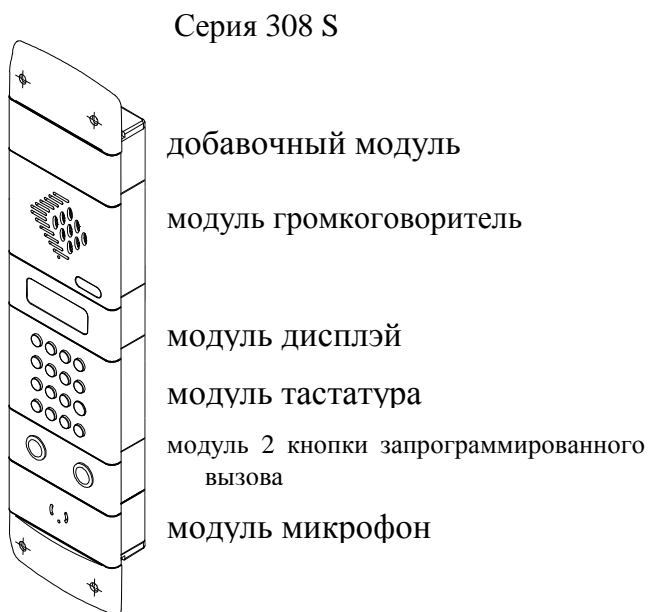 Серия 308 S
добавочный модуль
модуль громкоговоритель
модуль дисплэй
модуль тастатура
модуль 2 кнопки запрограммированного
вызова
модуль микрофон